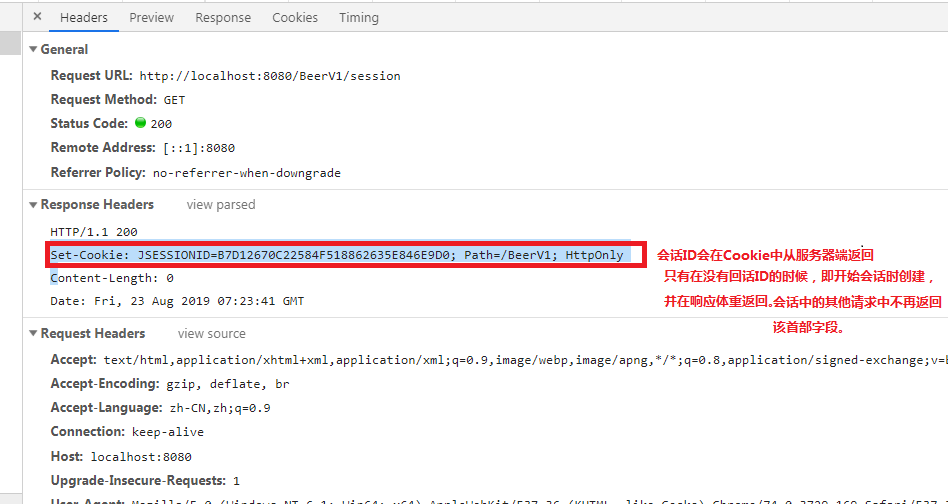 × Headers Preview Response Cookies Timing
▼ General
Request URL: http://localhost:8080/BeerV1/session
Request Method: GET
Status Code: 200
Remote Address: [::1]:8080
Referrer Policy: no-referrer-when-downgrade
▼ Response Headers view parsed
HTTP/1.1 200
Set-Cookie: JSESSIONID=B7D12670C22584F518862635E846E9D0; Path=/BeerV1; HttpOnly
会话ID会在Cookie中从服务器端返回
Content-Length: 0
只有在没有回话ID的时候，即开始会话时创建，
Date: Fri, 23 Aug 2019 07:23:41 GMT
并在响应体重返回。会话中的其他请求中不再返回
该首部字段。
▼ Request Headers view source
Accept: text/html,application/xhtml+xml,application/xml;q=0.9,image/webp,image/apng,*/*;q=0.8,application/signed-exchange;v=
Accept-Encoding: gzip, deflate, br
Accept-Language: zh-CN,zh;q=0.9
Connection: keep-alive
Host: localhost:8080
Upgrade-Insecure-Requests: 1